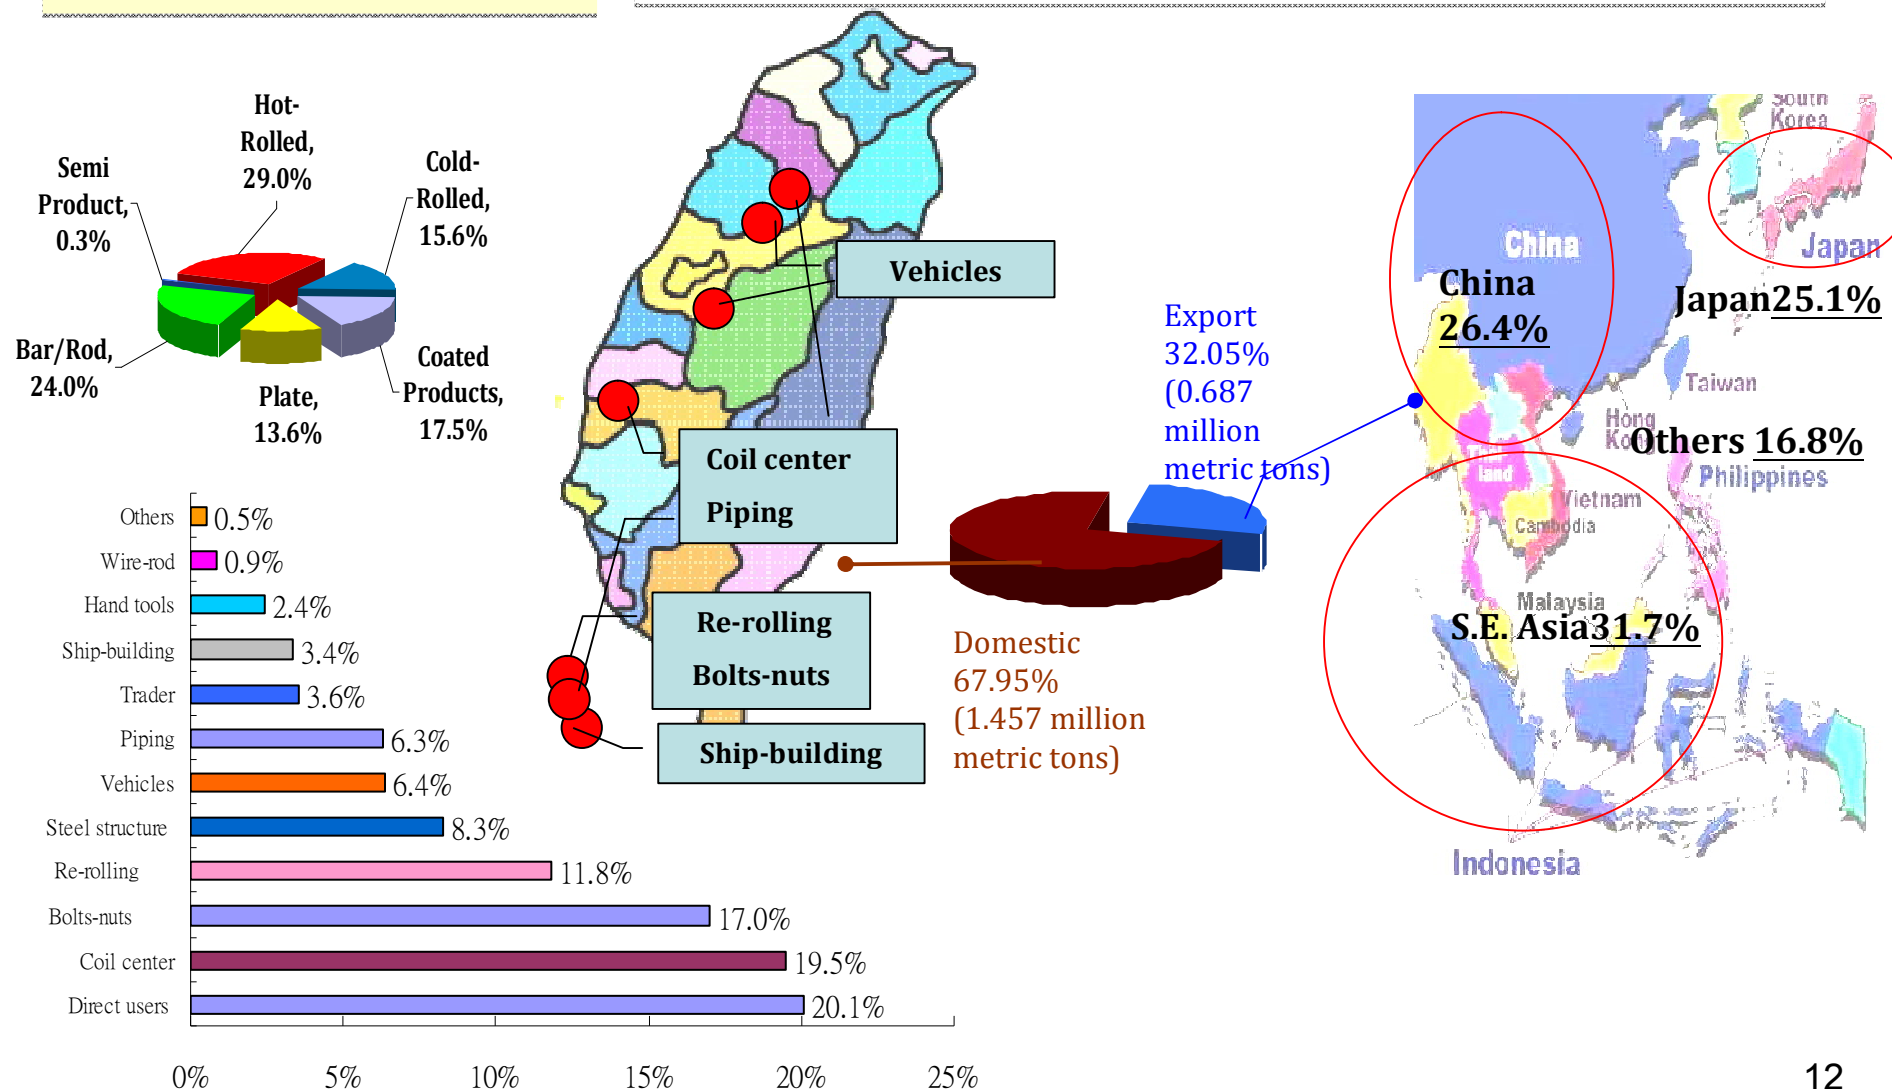 Hot-
Rolled,
29.0%
Semi
Product,
0.3%
Cold-
Rolled,
15.6%
Bar/Rod,
24.0%
Plate,
13.6%
Coated
Products,
17.5%
Others 0.5%
Wire-rod 0.9%
Hand tools 2.4%
Ship-building 3.4%
Trader 3.6%
Piping 6.3%
Vehicles 6.4%
Steel structure 8.3%
Re-rolling 11.8%
Bolts-nuts 17.0%
Coil center 19.5%
Direct users 20.1%
0% 5% 10% 15% 20% 25%
Vehicles
Coil center
Piping
Re-rolling
Bolts-nuts
Ship-building
Export
32.05%
(0.687
million
metric tons)
Domestic
67.95%
(1.457 million
metric tons)
South
Korea
China
Japan
China
26.4%
Japan25.1%
Taiwan
Hong
Kong
Others 16.8%
Philippines
land
Vietnam
Cambodia
Malaysia
S.E. Asia31.7%
Indonesia
12